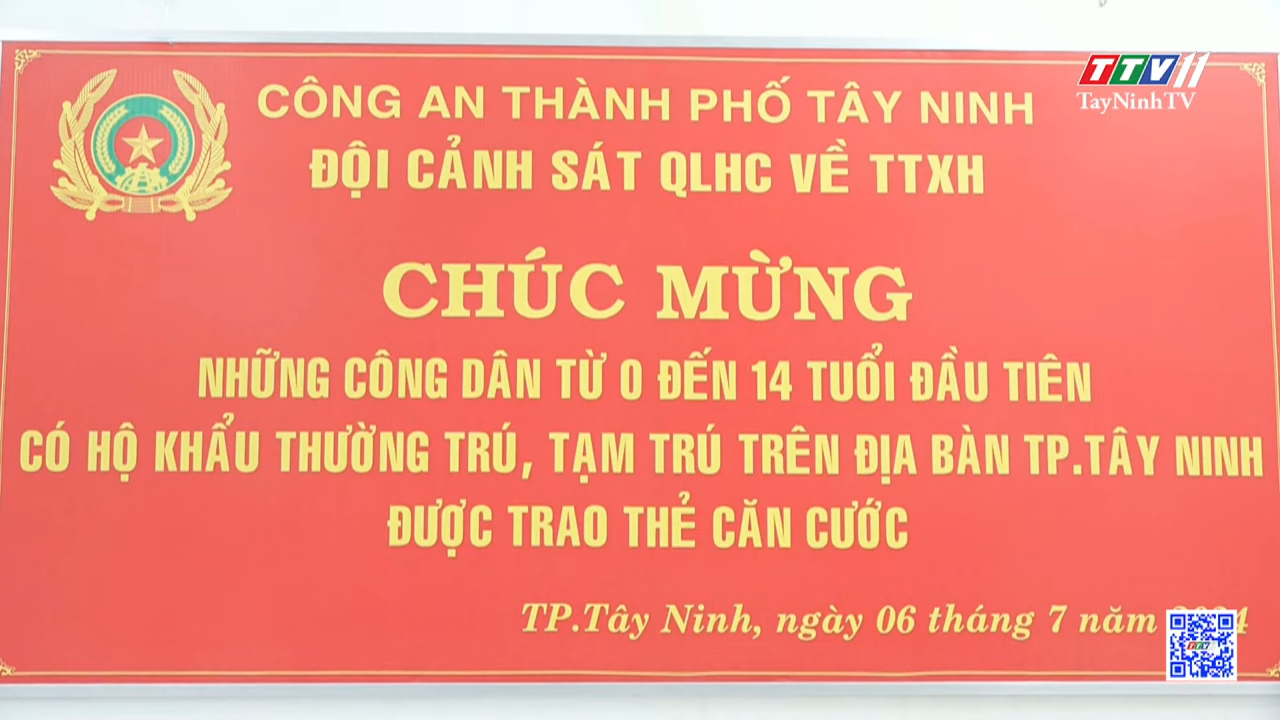 TTV11
TayNinhTV
CÔNG AN THÀNH PHỐ TÂY NINH
ĐỘI CẢNH SÁT QLHC VỀ TTXH
CHÚC MỪNG
NHỮNG CÔNG DÂN TỪ 0 ĐẾN 14 TUỔI ĐẦU TIÊN
CÓ HỘ KHẨU THƯỜNG TRÚ, TẠM TRÚ TRÊN ĐỊA BÀN TP.TÂY NINH
ĐƯỢC TRAO THẺ CĂN CƯỚC
TP.Tây Ninh, ngày 06 tháng 7 năm